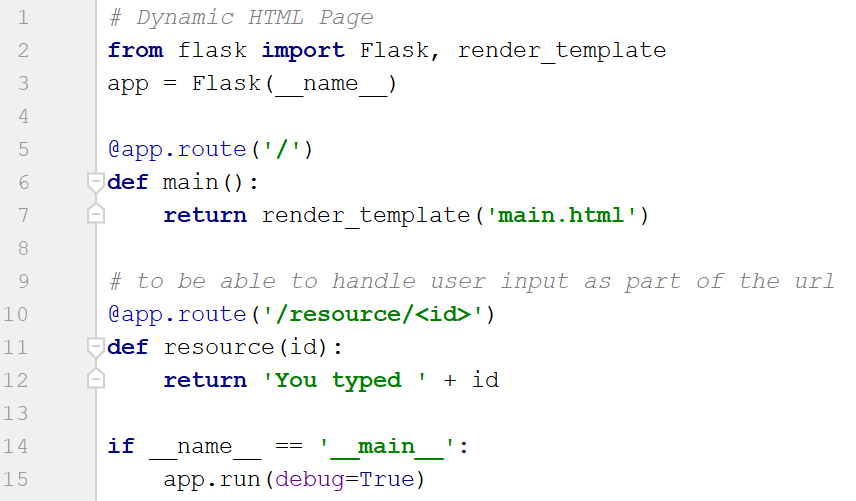 1 # Dynamic HTML Page
2 from flask import Flask, render_template
3 app = Flask(__name__)
4
5 @app.route('/')
6 def main():
7     return render_template('main.html')
8
9 # to be able to handle user input as part of the url
10 @app.route('/resource/<id>')
11 def resource(id):
12     return 'You typed ' + id
13
14 if __name__ == '__main__':
15     app.run(debug=True)